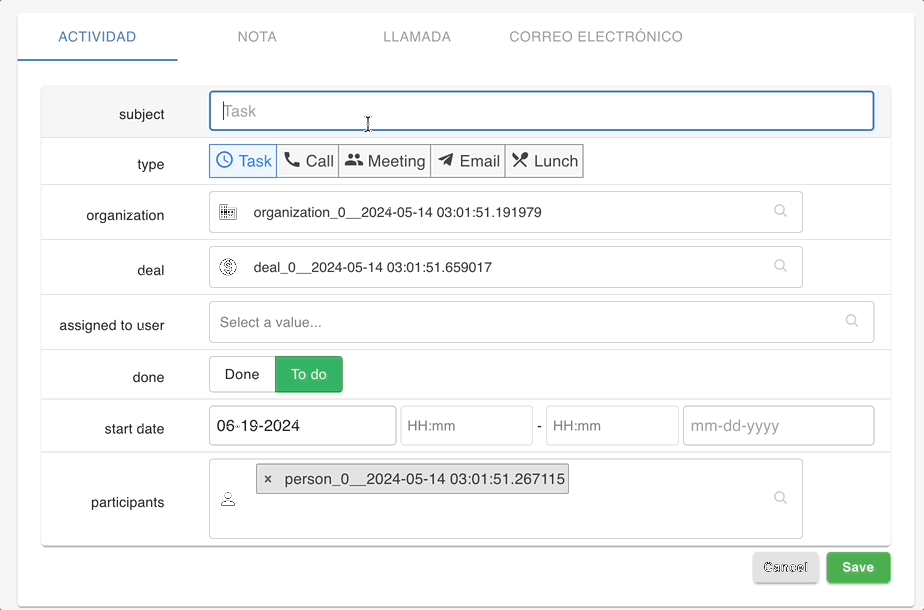 ACTIVIDAD NOTA LLAMADA CORREO ELECTRÓNICO
subject Task
type Task Call Meeting Email Lunch
organization organization_0__2024-05-14 03:01:51.191979
deal deal_0__2024-05-14 03:01:51.659017
assigned to user Select a value...
done Done To do
start date 06-19-2024 HH:mm - HH:mm mm-dd-yyyy
participants × person_0__2024-05-14 03:01:51.267115
Cancel Save